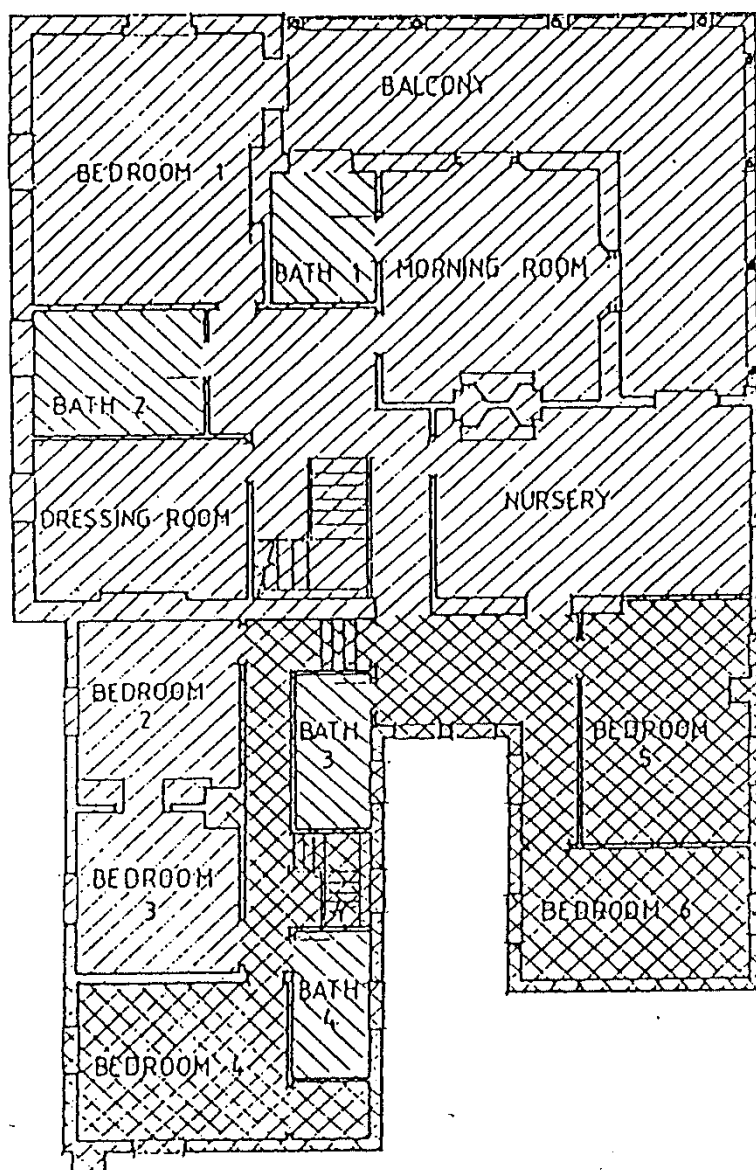 BALCONY
BEDROOM 1
BATH 1
MORNING ROOM
BATH 2
DRESSING ROOM
NURSERY
BEDROOM
2
BATH
3
BEDROOM
5
BEDROOM
3
BEDROOM 6
BATH
4
BEDROOM 4